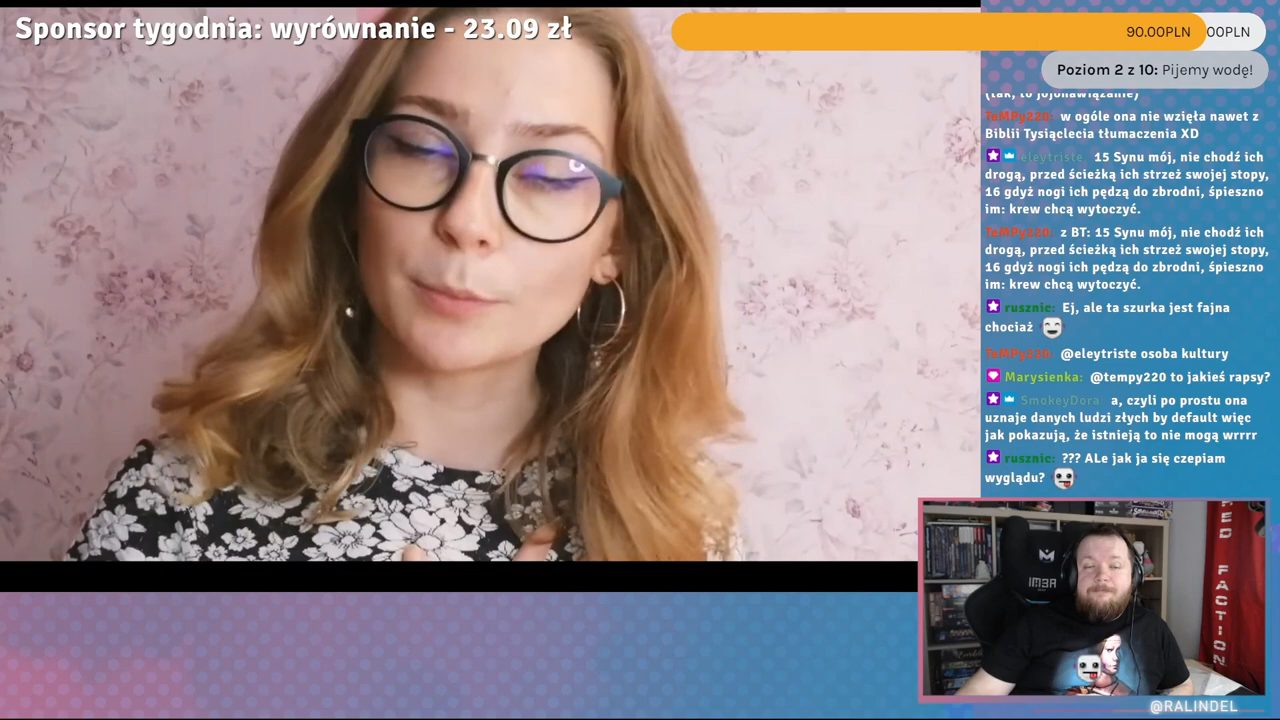 Sponsor tygodnia: wyrównanie - 23.09 zł
90.00PLN
00PLN
Poziom 2 z 10: Pijemy wodę!
(tak, to jojonawiązanie)
TeMPy220: w ogóle ona nie wzięła nawet z
Biblii Tysiąclecia tłumaczenia XD
eleytriste: 15 Synu mój, nie chodź ich
drogą, przed ścieżką ich strzeż swojej stopy,
16 gdyż nogi ich pędzą do zbrodni, śpieszno
im: krew chcą wytoczyć.
TeMPy220: z BT: 15 Synu mój, nie chodź ich
drogą, przed ścieżką ich strzeż swojej stopy,
16 gdyż nogi ich pędzą do zbrodni, śpieszno
im: krew chcą wytoczyć.
rusznic: Ej, ale ta szurka jest fajna
chociaż
TeMPy220: @eleytriste osoba kultury
Marysienka: @tempy220 to jakieś rapsy?
SmokeyDora: a, czyli po prostu ona
uznaje danych ludzi złych by default więc
jak pokazują, że istnieją to nie mogą wrrrr
rusznic: ??? ALe jak ja się czepiam
wyglądu?
RED FACTION
@RALINDEL